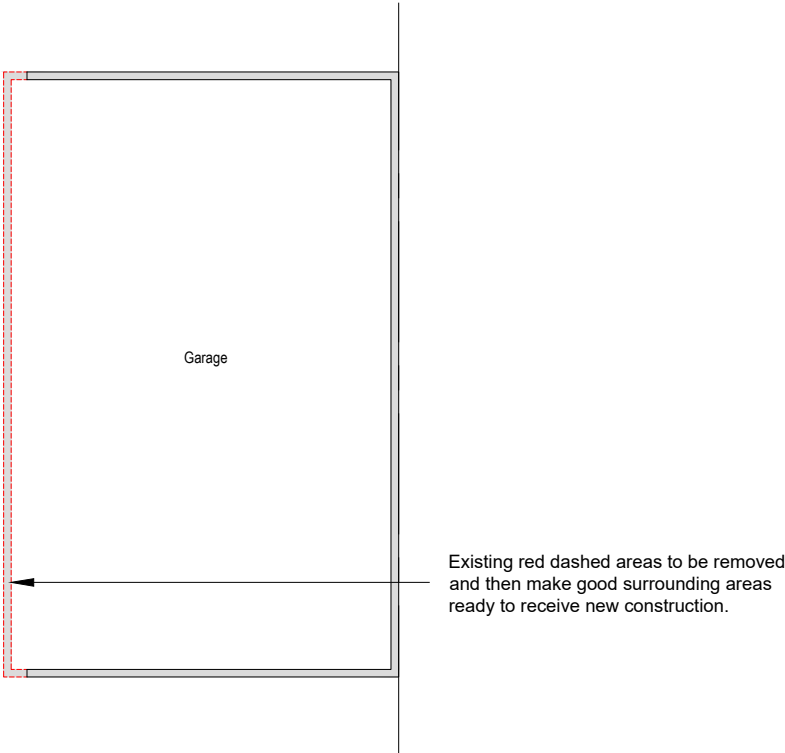 Garage
Existing red dashed areas to be removed
and then make good surrounding areas
ready to receive new construction.